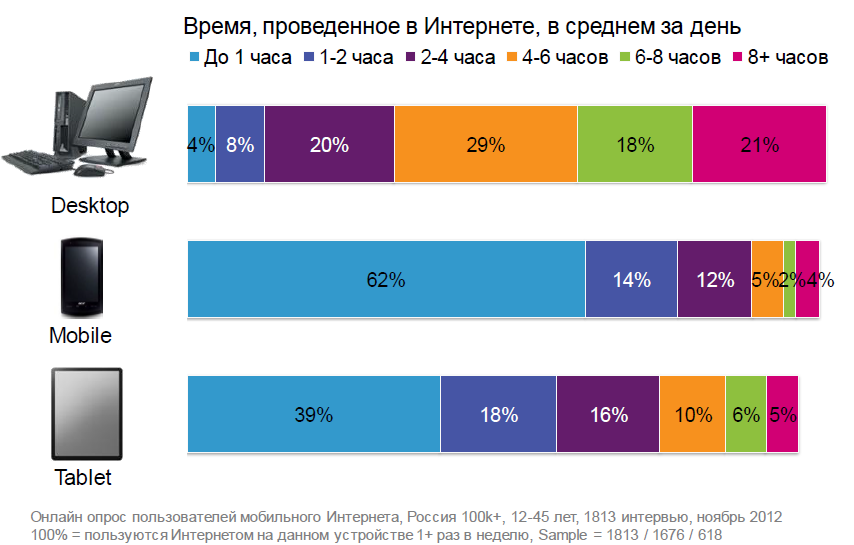 Время, проведенное в Интернете, в среднем за день
До 1 часа 1-2 часа 2-4 часа 4-6 часов 6-8 часов 8+ часов
4% 8% 20% 29% 18% 21%
Desktop
62% 14% 12% 5% 2% 4%
Mobile
39% 18% 16% 10% 6% 5%
Tablet
Онлайн опрос пользователей мобильного Интернета, Россия 100k+, 12-45 лет, 1813 интервью, ноябрь 2012
100% = пользуются Интернетом на данном устройстве 1+ раз в неделю, Sample = 1813 / 1676 / 618